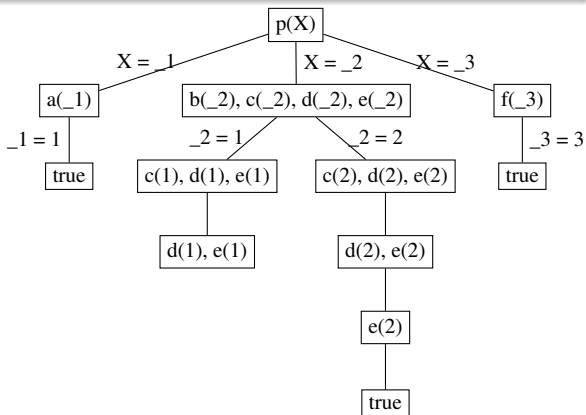 p(X)
X = _1
X = _2
X = _3
a(_1)
b(_2), c(_2), d(_2), e(_2)
f(_3)
_1 = 1
_2 = 1
_2 = 2
_3 = 3
true
c(1), d(1), e(1)
c(2), d(2), e(2)
true
d(1), e(1)
d(2), e(2)
e(2)
true